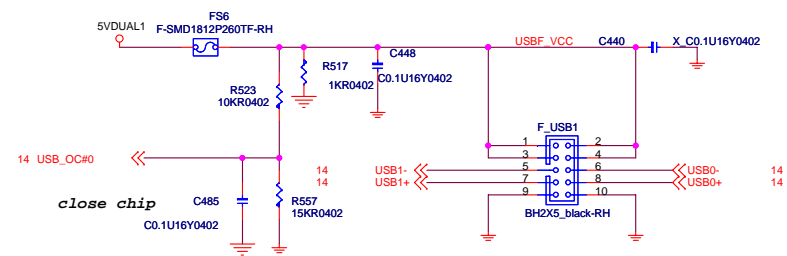 FS6
5VDUAL1
F-SMD1812P260TF-RH
USBF_VCC
C440
X_C0.1U16Y0402
C448
R517
C0.1U16Y0402
1KR0402
R523
10KR0402
F_USB1
1
2
3
4
14 USB_OC#0
14
USB1-
5
6
USB0-
14
14
USB1+
7
8
USB0+
14
9
10
close chip
C485
R557
C0.1U16Y0402
15KR0402
BH2X5_black-RH